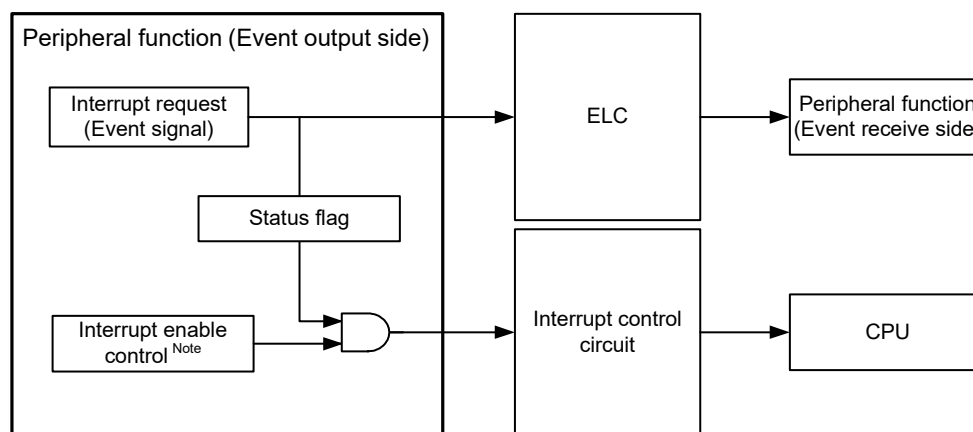 Peripheral function (Event output side)
Interrupt request
(Event signal)
ELC
Peripheral function
(Event receive side
Status flag
Interrupt enable
control Note
Interrupt control
circuit
CPU